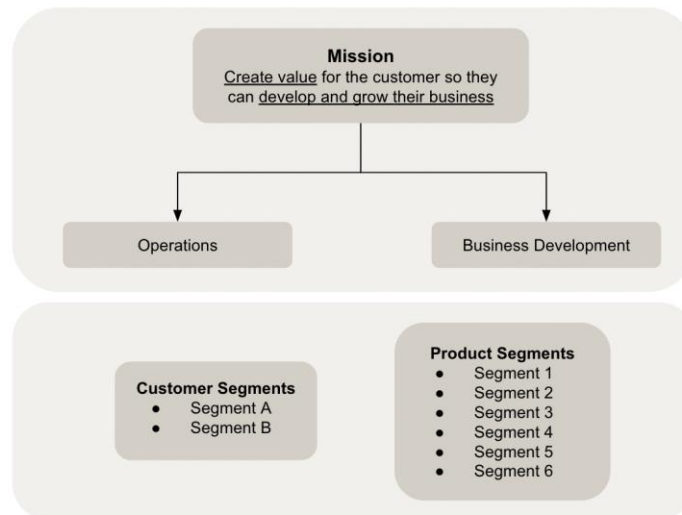 Mission
Create value for the customer so they
can develop and grow their business
Operations
Business Development
Customer Segments
● Segment A
● Segment B
Product Segments
● Segment 1
● Segment 2
● Segment 3
● Segment 4
● Segment 5
● Segment 6